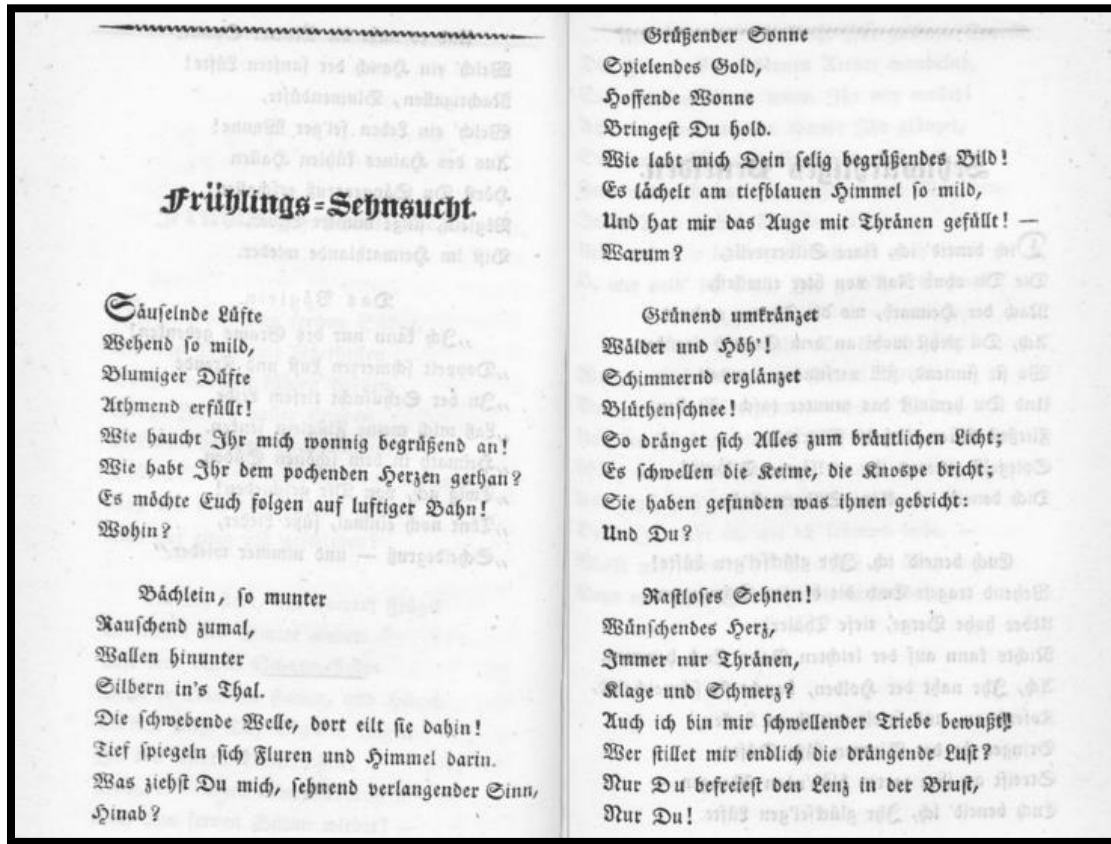 Frühlings-Sehnsucht.
Säuselnde Lüfte
Wehend so mild,
Blumiger Düfte
Athmend erfüllt!
Wie haucht Ihr mich wonnig begrüßend an!
Wie habt Ihr dem pochenden Herzen gethan?
Es möchte Euch folgen auf luftiger Bahn!
Wohin?
Bächlein, so munter
Rauschend zumal,
Wallen hinunter
Silbern in's Thal.
Die schwebende Welle, dort eilt sie dahin!
Tief spiegeln sich Fluren und Himmel darin.
Was ziehst Du mich, sehnend verlangender Sinn,
Hinab?
Grüßender Sonne
Spielendes Gold,
Hoffende Wonne
Bringest Du hold.
Wie labt mich Dein selig begrüßendes Bild!
Es lächelt am tiefblauen Himmel so mild,
Und hat mir das Auge mit Thränen gefüllt! —
Warum?
Grünend umkränzet
Wälder und Höh'!
Schimmernd erglänzet
Blüthenschnee!
So dränget sich Alles zum bräutlichen Licht;
Es schwellen die Keime, die Knospe bricht;
Sie haben gefunden was ihnen gebricht:
Und Du?
Rastloses Sehnen!
Wünschendes Herz,
Immer nur Thränen,
Klage und Schmerz?
Auch ich bin mir schwellender Triebe bewußt!
Wer stillet mir endlich die drängende Lust?
Nur Du befreiest den Lenz in der Brust,
Nur Du!